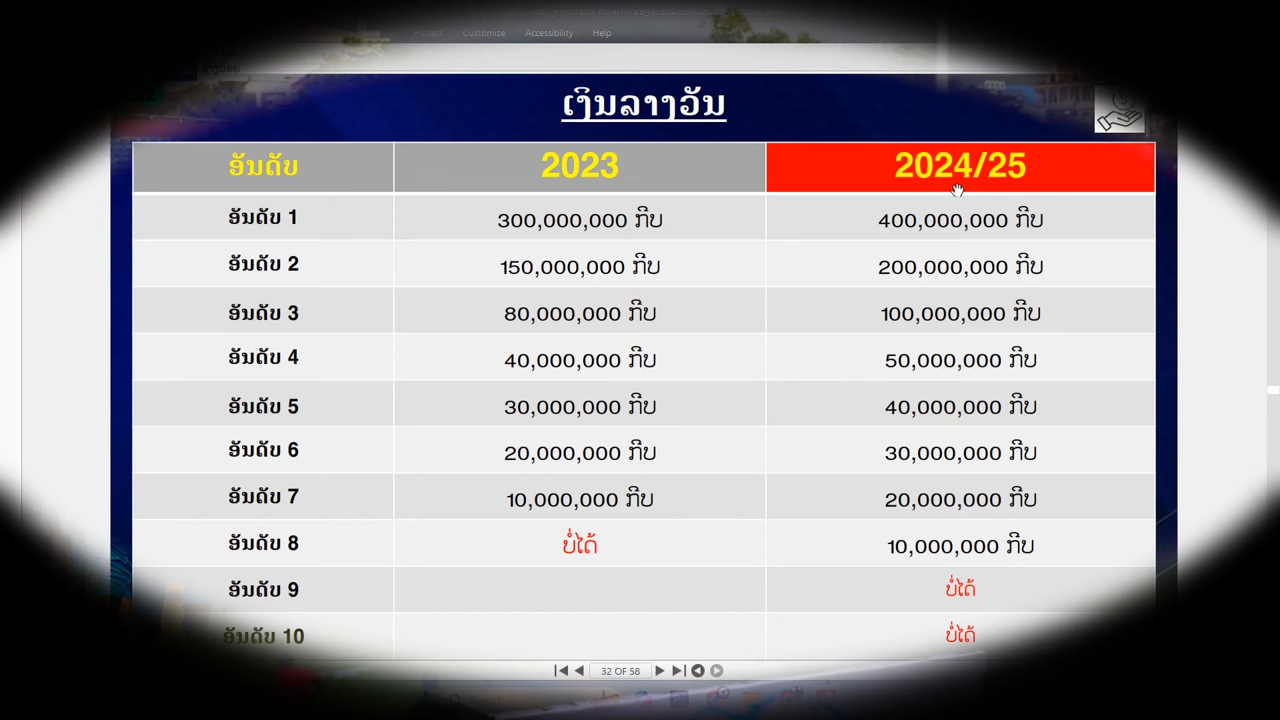 Protect Customize Accessibility Help
ເງິນລາງວັນ
ອັນດັບ 2023 2024/25
ອັນດັບ 1 300,000,000 ກີບ 400,000,000 ກີບ
ອັນດັບ 2 150,000,000 ກີບ 200,000,000 ກີບ
ອັນດັບ 3 80,000,000 ກີບ 100,000,000 ກີບ
ອັນດັບ 4 40,000,000 ກີບ 50,000,000 ກີບ
ອັນດັບ 5 30,000,000 ກີບ 40,000,000 ກີບ
ອັນດັບ 6 20,000,000 ກີບ 30,000,000 ກີບ
ອັນດັບ 7 10,000,000 ກີບ 20,000,000 ກີບ
ອັນດັບ 8 ບໍ່ໄດ້ 10,000,000 ກີບ
ອັນດັບ 9 ບໍ່ໄດ້
ອັນດັບ 10 ບໍ່ໄດ້
32 OF 58